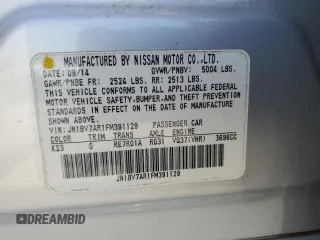 MANUFACTURED BY NISSAN MOTOR CO.,LTD.
DATE: 09/14 GVWR/PNBV: 5004 LBS.
GAWR/PNBE FR: 2524 LBS. RR: 2513 LBS.
THIS VEHICLE CONFORMS TO ALL APPLICABLE FEDERAL
MOTOR VEHICLE SAFETY, BUMPER, AND THEFT PREVENTION
STANDARDS IN EFFECT ON THE DATE OF MANUFACTURE
SHOWN ABOVE.
VIN: JN1BV7AR1FM391129 PASSENGER CAR
COLOR TRIM TRANS AXLE ENGINE
K23 G RE7R01A RG31 VQ37(VHR) 3696CC
JN1BV7AR1FM391129